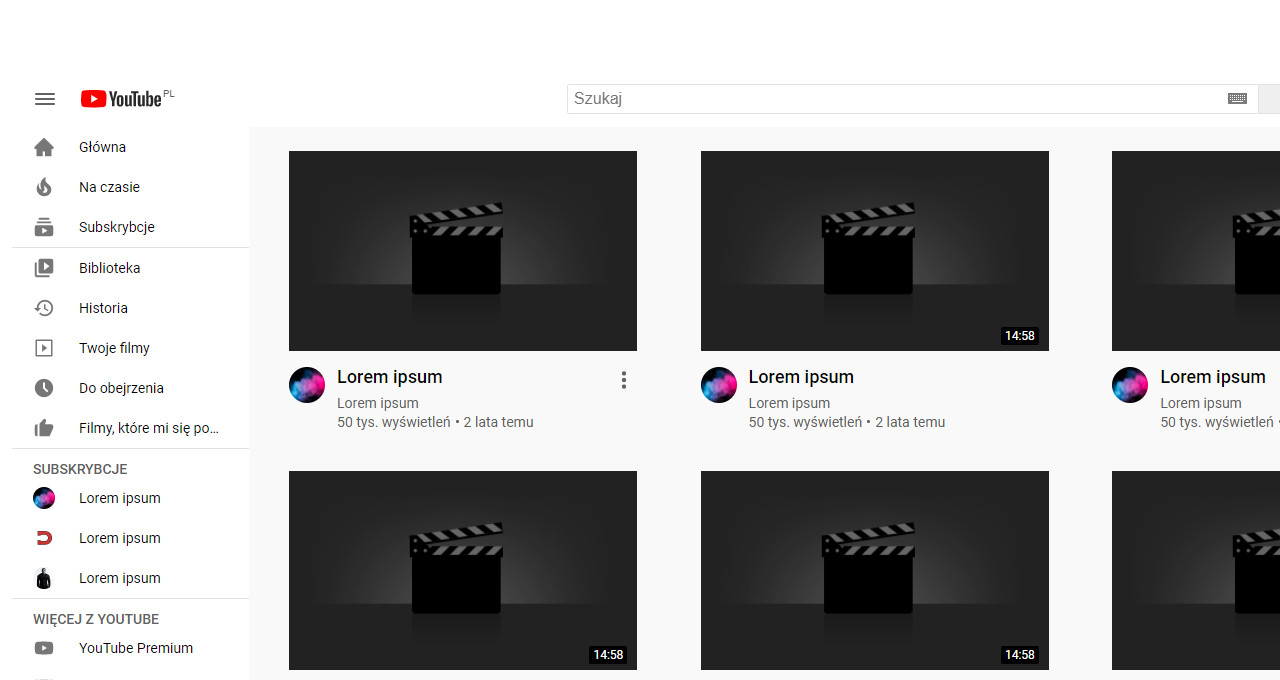 YouTube PL
Szukaj
Główna
Na czasie
Subskrybcje
Biblioteka
Historia
Twoje filmy
Do obejrzenia
Filmy, które mi się po...
SUBSKRYBCJE
Lorem ipsum
Lorem ipsum
Lorem ipsum
WIĘCEJ Z YOUTUBE
YouTube Premium
14:58
Lorem ipsum
Lorem ipsum
50 tys. wyświetleń • 2 lata temu
Lorem ipsum
Lorem ipsum
50 tys. wyświetleń • 2 lata temu
Lorem ipsum
Lorem ipsum
50 tys. wyświetleń •
14:58
14:58